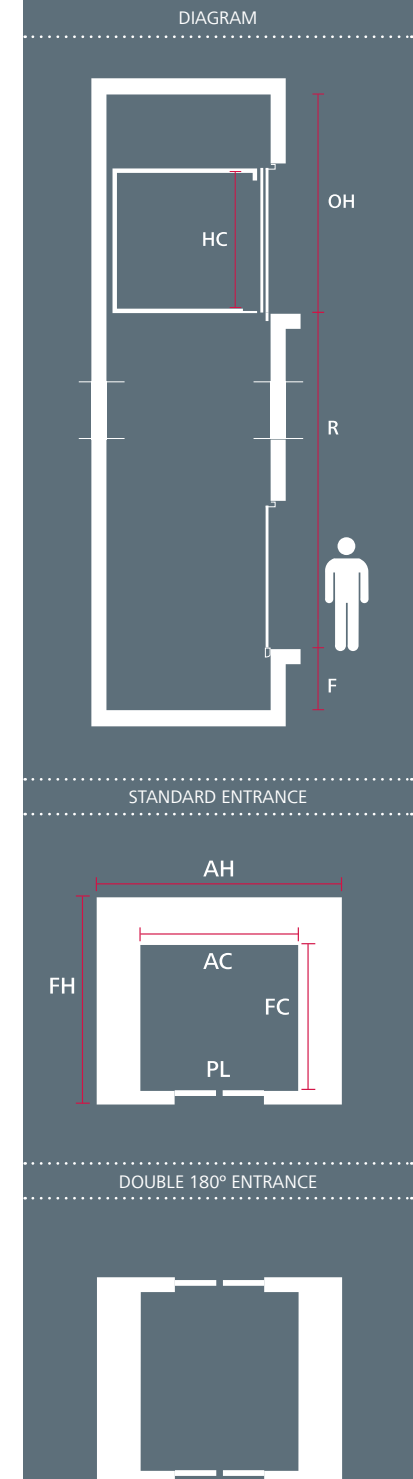 DIAGRAM
OH
HC
R
F
STANDARD ENTRANCE
AH
AC
FH
FC
PL
DOUBLE 180º ENTRANCE